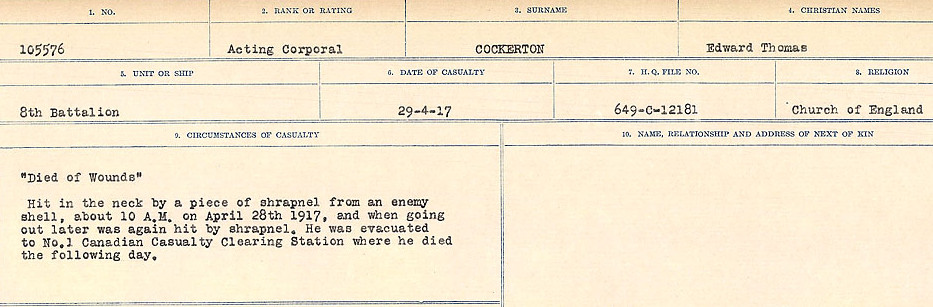 1. NO. 2. RANK OR RATING 3. SURNAME 4. CHRISTIAN NAMES
105576 Acting Corporal COCKERTON Edward Thomas
5. UNIT OR SHIP 6. DATE OF CASUALTY 7. H. Q. FILE NO. 8. RELIGION
8th Battalion 29-4-17 649-C-12181 Church of England
9. CIRCUMSTANCES OF CASUALTY 10. NAME, RELATIONSHIP AND ADDRESS OF NEXT OF KIN
"Died of Wounds"
Hit in the neck by a piece of shrapnel from an enemy
shell, about 10 A.M. on April 28th 1917, and when going
out later was again hit by shrapnel. He was evacuated
to No.1 Canadian Casualty Clearing Station where he died
the following day.